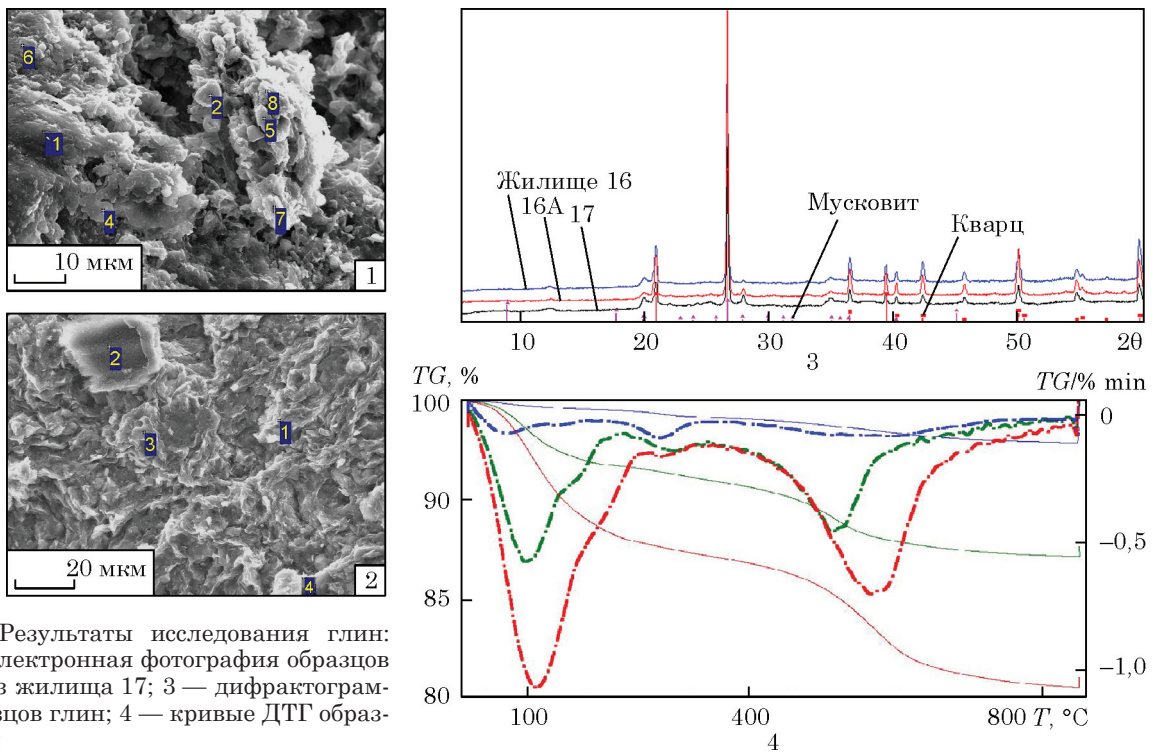 6
2
8
5
1
4
7
10 мкм
1
2
3
1
4
20 мкм
2
Жилище 16
16А
17
Мусковит
Кварц
10
20
30
40
50
20
3
TG, %
TG/% min
100
90
85
80
0
–0,5
–1,0
100
400
800
T, °C
4
Результаты исследования глин:
лектронная фотография образцов
з жилища 17; 3 — дифрактограм-
зцов глин; 4 — кривые ДТГ образ-